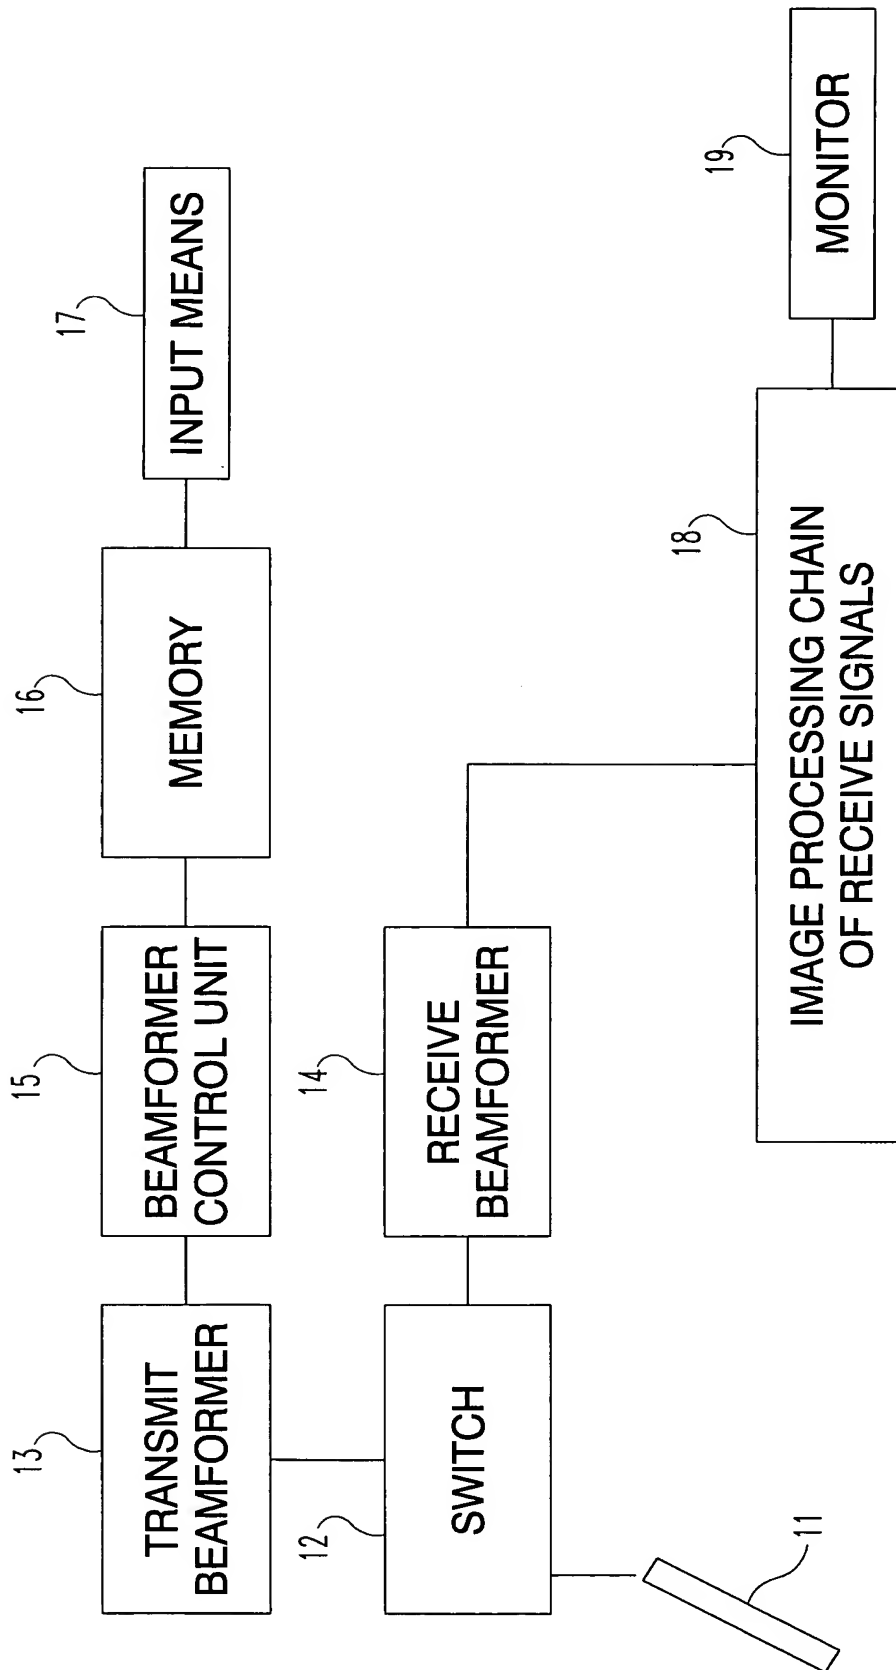 13
TRANSMIT
BEAMFORMER
15
BEAMFORMER
CONTROL UNIT
16
MEMORY
17
INPUT MEANS
12
SWITCH
14
RECEIVE
BEAMFORMER
11
18
IMAGE PROCESSING CHAIN
OF RECEIVE SIGNALS
19
MONITOR